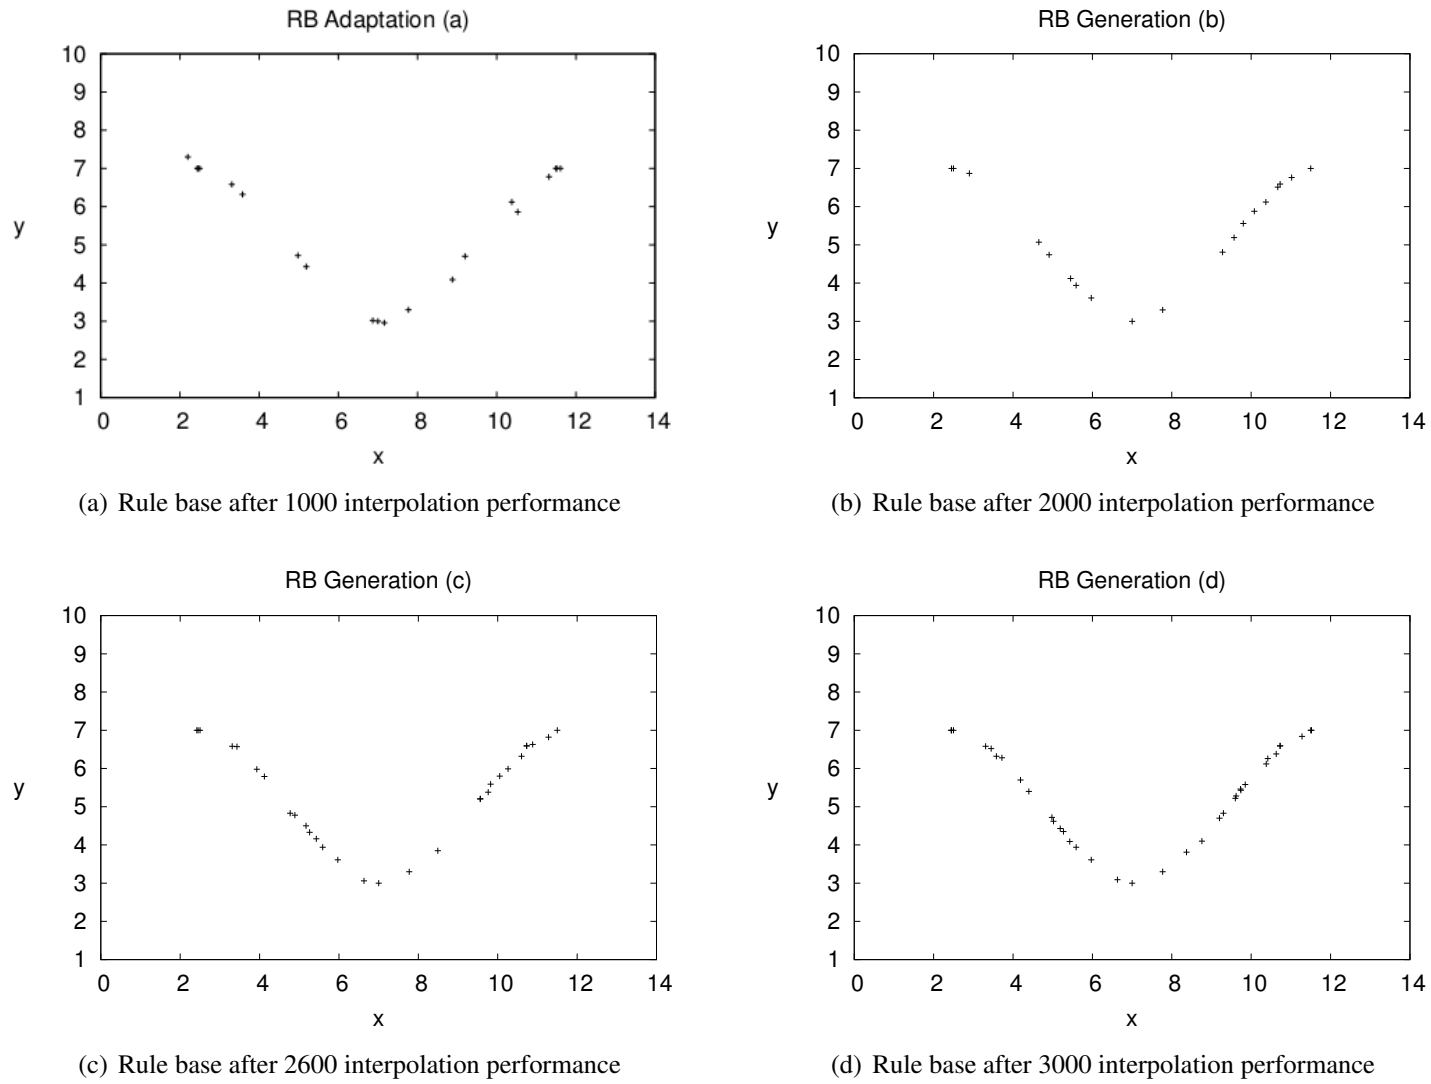 RB Adaptation (a)
10
9
8
7
6
5
4
3
2
1
y
0 2 4 6 8 10 12 14
x
(a) Rule base after 1000 interpolation performance
RB Generation (b)
10
9
8
7
6
5
4
3
2
1
y
0 2 4 6 8 10 12 14
x
(b) Rule base after 2000 interpolation performance
RB Generation (c)
10
9
8
7
6
5
4
3
2
1
y
0 2 4 6 8 10 12 14
x
(c) Rule base after 2600 interpolation performance
RB Generation (d)
10
9
8
7
6
5
4
3
2
1
y
0 2 4 6 8 10 12 14
x
(d) Rule base after 3000 interpolation performance